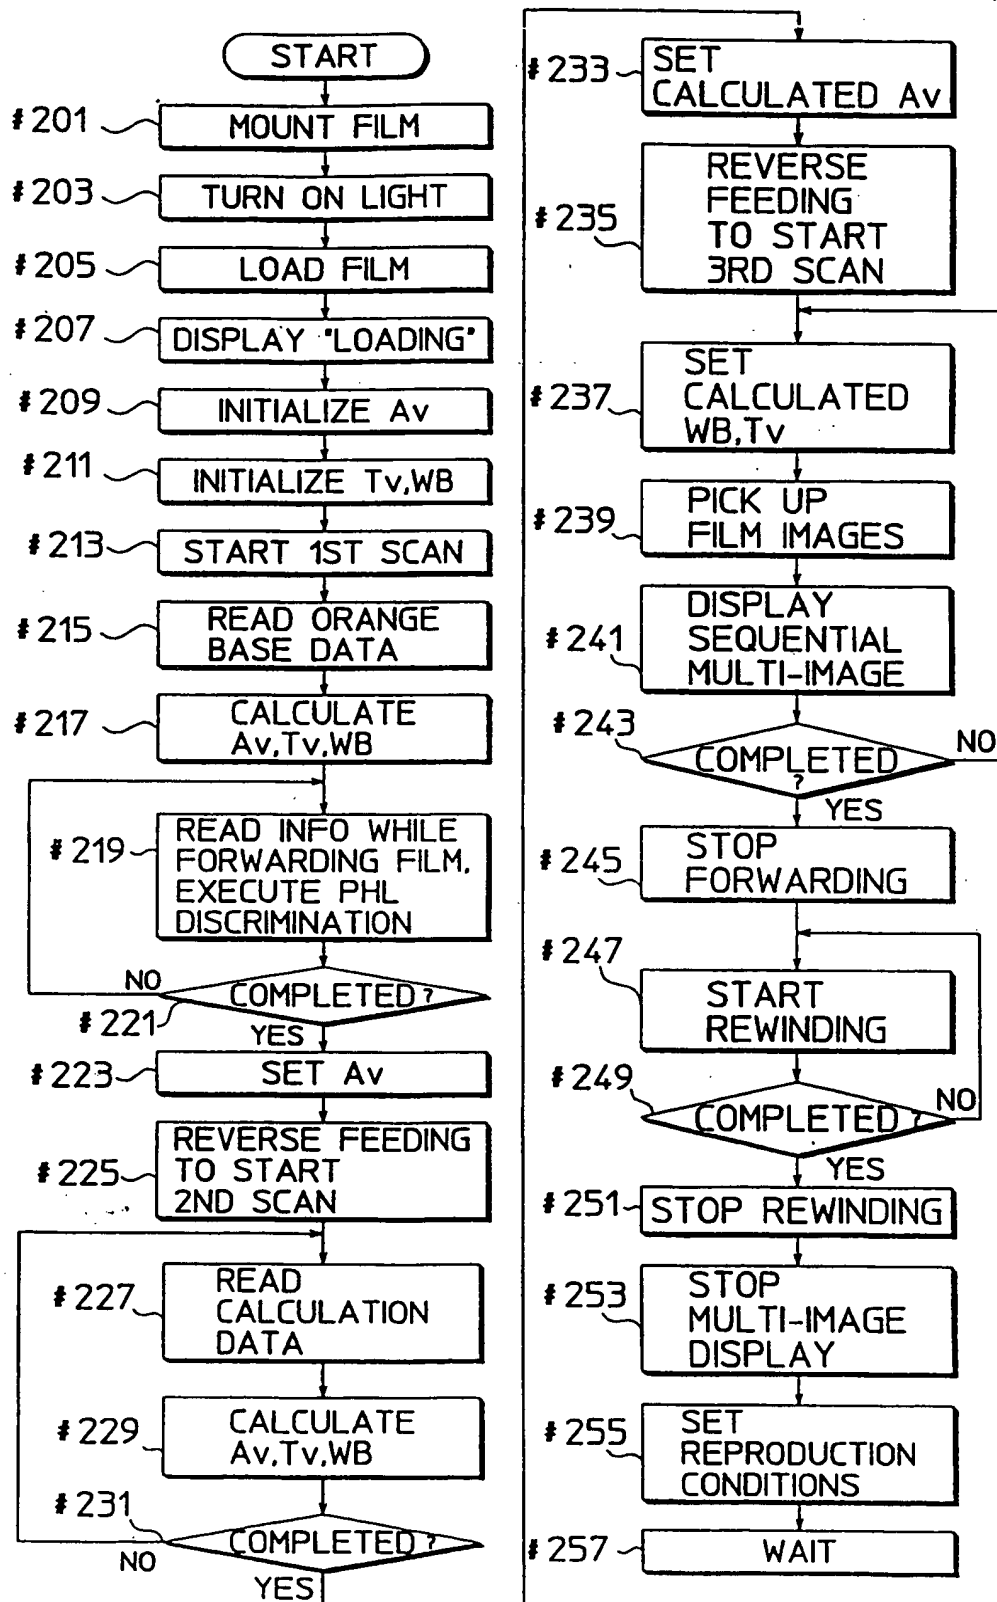 START
#201
MOUNT FILM
#203
TURN ON LIGHT
#205
LOAD FILM
#207
DISPLAY "LOADING"
#209
INITIALIZE Av
#211
INITIALIZE Tv,WB
#213
START 1ST SCAN
#215
READ ORANGE
BASE DATA
#217
CALCULATE
Av,Tv,WB
#219
READ INFO WHILE
FORWARDING FILM,
EXECUTE PHL
DISCRIMINATION
NO
COMPLETED?
#221
YES
#223
SET Av
#225
REVERSE FEEDING
TO START
2ND SCAN
#227
READ
CALCULATION
DATA
#229
CALCULATE
Av,Tv,WB
#231
COMPLETED?
NO
YES
#233
SET
CALCULATED Av
#235
REVERSE
FEEDING
TO START
3RD SCAN
#237
SET
CALCULATED
WB,Tv
#239
PICK UP
FILM IMAGES
#241
DISPLAY
SEQUENTIAL
MULTI-IMAGE
#243
COMPLETED
?
NO
YES
#245
STOP
FORWARDING
#247
START
REWINDING
#249
COMPLETED?
NO
YES
#251
STOP REWINDING
#253
STOP
MULTI-IMAGE
DISPLAY
#255
SET
REPRODUCTION
CONDITIONS
#257
WAIT